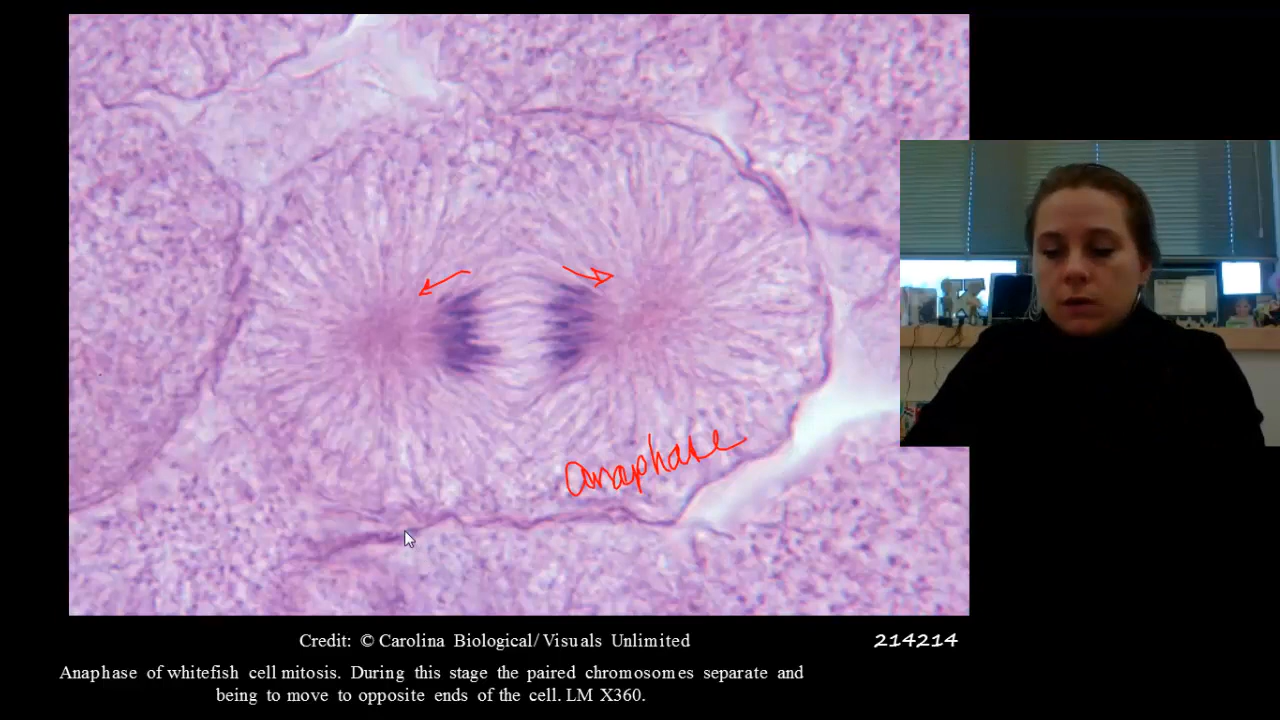 anaphase
Credit: © Carolina Biological/Visuals Unlimited
214214
Anaphase of whitefish cell mitosis. During this stage the paired chromosomes separate and
being to move to opposite ends of the cell. LM X360.